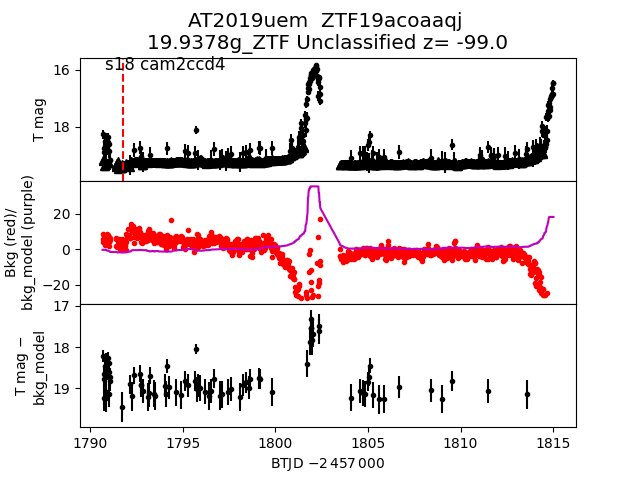 AT2019uem  ZTF19acoaaqj
19.9378g_ZTF Unclassified z= -99.0
s18 cam2ccd4
T mag
16
18
Bkg (red)/
bkg_model (purple)
20
0
−20
T mag −
bkg_model
17
18
19
1790 1795 1800 1805 1810 1815
BTJD −2 457 000